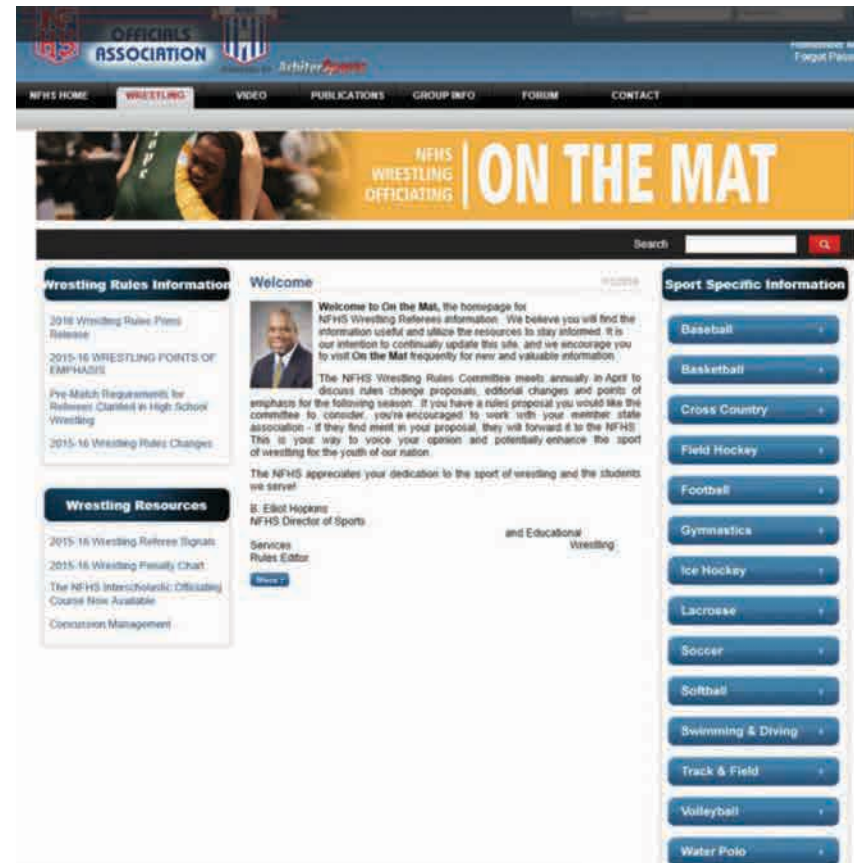 NFHS
OFFICIALS
ASSOCIATION
ArbiterSports
Forgot Pass
NFHS HOME
WRESTLING
VIDEO
PUBLICATIONS
GROUP INFO
FORUM
CONTACT
rope
NFHS
WRESTLING
OFFICIATING
ON THE MAT
Search
Wrestling Rules Information
2016 Wrestling Rules Press
Release
2015-16 WRESTLING POINTS OF
EMPHASIS
Pre-Match Requirements for
Referees Clarified in High School
Wrestling
2015-16 Wrestling Rules Changes
Wrestling Resources
2015-16 Wrestling Referee Signals
2015-16 Wrestling Penalty Chart
The NFHS Interscholastic Officiating
Course Now Available
Concussion Management
Welcome
Welcome to On the Mat, the homepage for
NFHS Wrestling Referees information. We believe you will find the
information useful and utilize the resources to stay informed. It is
our intention to continually update this site, and we encourage you
to visit On the Mat frequently for new and valuable information.
The NFHS Wrestling Rules Committee meets annually in April to
discuss rules change proposals, editorial changes and points of
emphasis for the following season. If you have a rules proposal you would like the
committee to consider, you're encouraged to work with your member state
association - if they find merit in your proposal, they will forward it to the NFHS.
This is your way to voice your opinion and potentially enhance the sport
of wrestling for the youth of our nation.
The NFHS appreciates your dedication to the sport of wrestling and the students
we serve!
B. Elliot Hopkins
NFHS Director of Sports
and Educational
Services
Wrestling
Rules Editor
More
Sport Specific Information
Baseball
Basketball
Cross Country
Field Hockey
Football
Gymnastics
Ice Hockey
Lacrosse
Soccer
Softball
Swimming & Diving
Track & Field
Volleyball
Water Polo